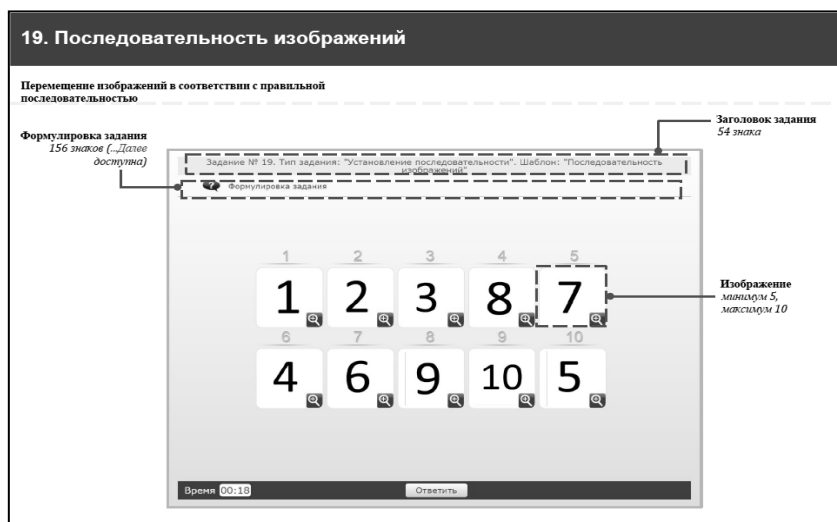 19. Последовательность изображений
Перемещение изображений в соответствии с правильной
последовательностью
Заголовок задания
54 знака
Формулировка задания
156 знаков (...Далее
доступна)
Задание № 19. Тип задания: "Установление последовательности". Шаблон: "Последовательность
изображений"
Формулировка задания
1 2 3 4 5
1 2 3 8 7
Изображение
минимум 5,
максимум 10
6 7 8 9 10
4 6 9 10 5
Время 00:18
Ответить